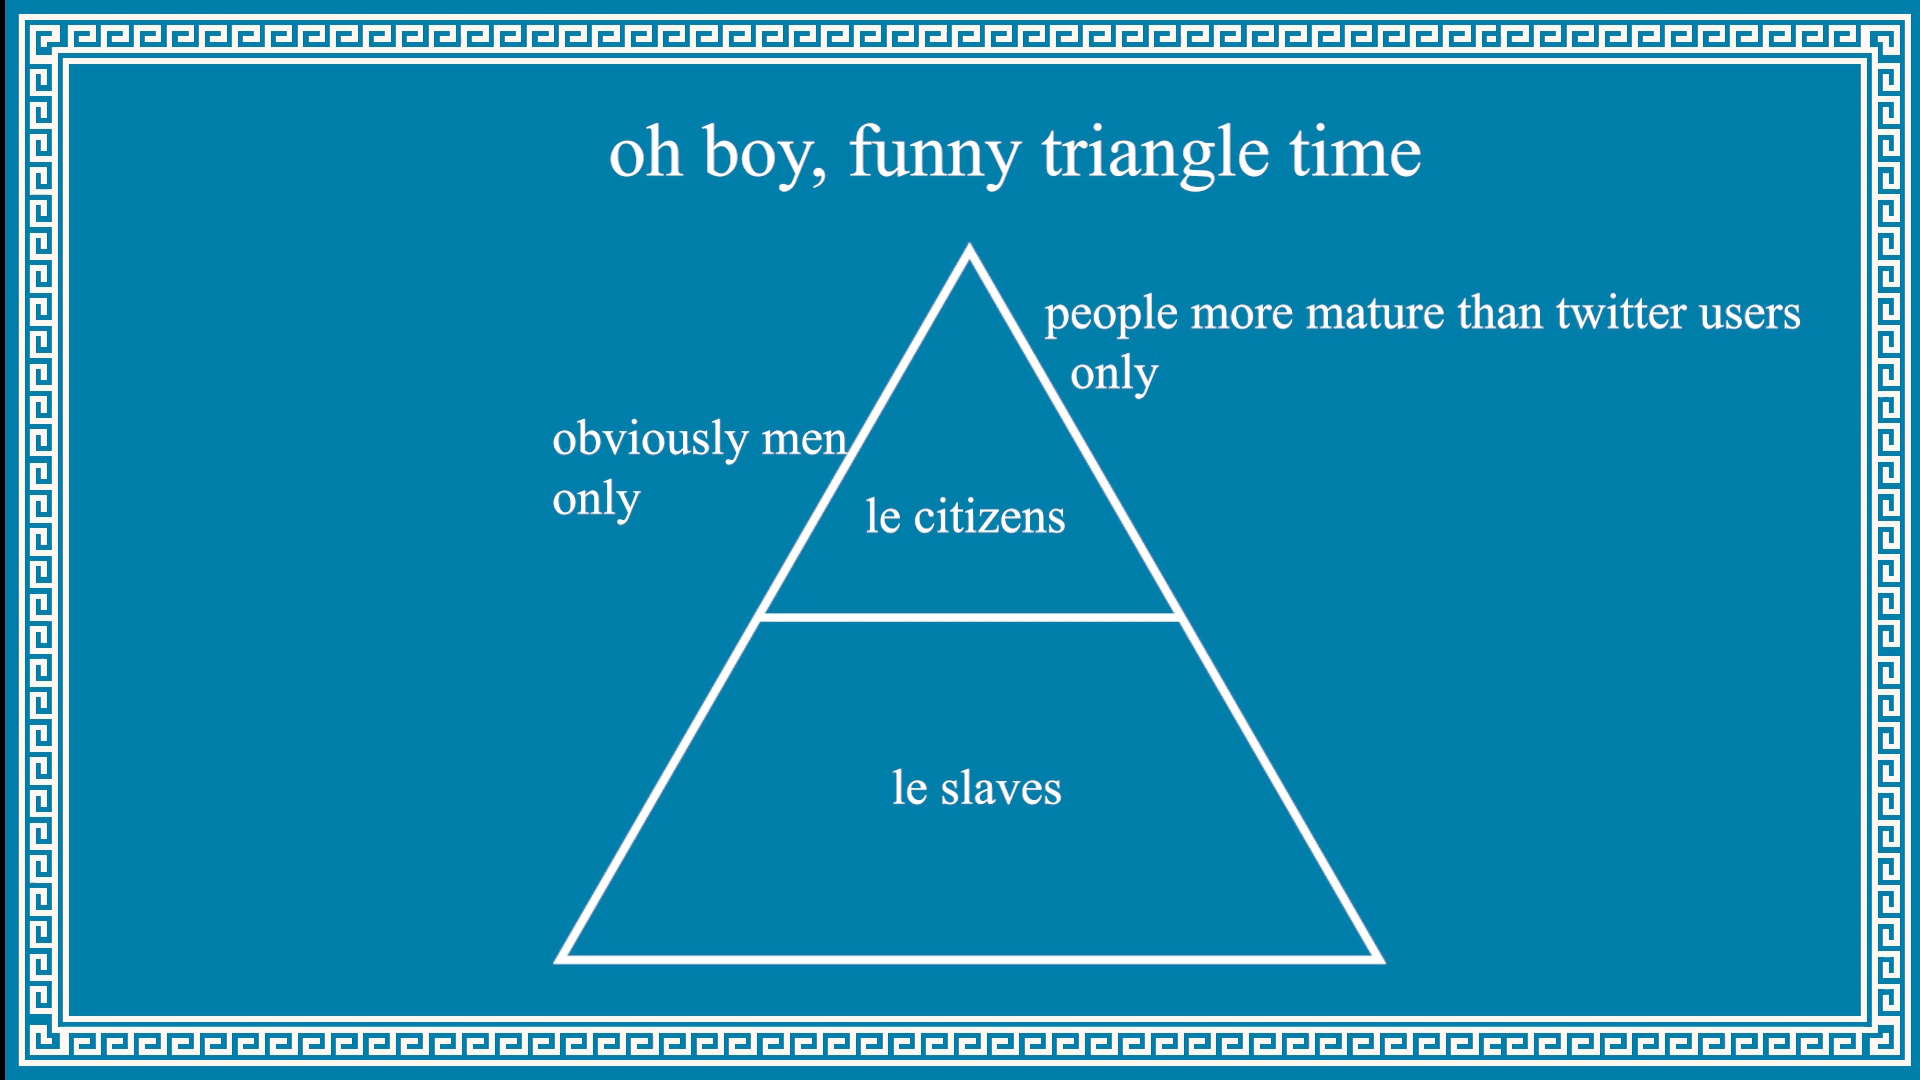 oh boy, funny triangle time
people more mature than twitter users
only
obviously men
only
le citizens
le slaves